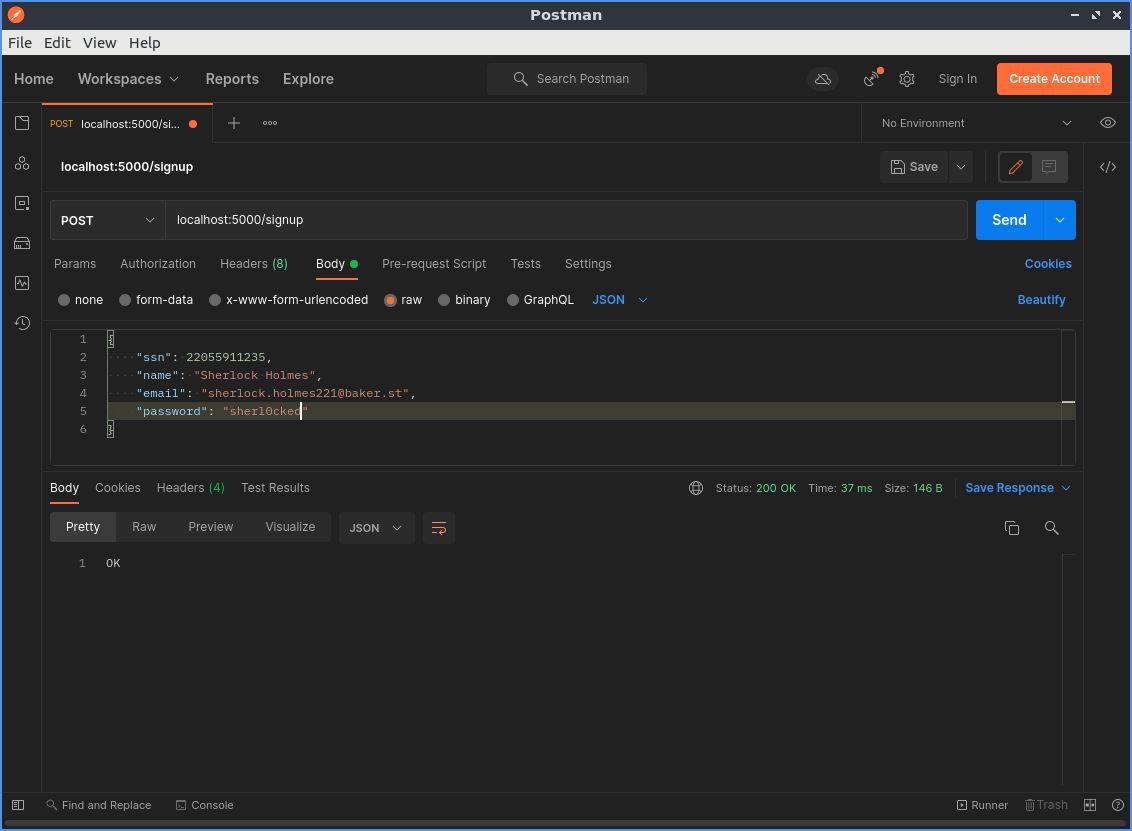 Postman
File Edit View Help
Home Workspaces Reports Explore Search Postman Sign In Create Account
POST localhost:5000/si... No Environment
localhost:5000/signup Save
POST localhost:5000/signup Send
Params Authorization Headers (8) Body Pre-request Script Tests Settings Cookies
none form-data x-www-form-urlencoded raw binary GraphQL JSON Beautify
1 {
2 "ssn": 22055911235,
3 "name": "Sherlock Holmes",
4 "email": "sherlock.holmes221@baker.st",
5 "password": "sherl0cked"
6 }
Body Cookies Headers (4) Test Results Status: 200 OK Time: 37 ms Size: 146 B Save Response
Pretty Raw Preview Visualize JSON
1 OK
Find and Replace Console Runner Trash